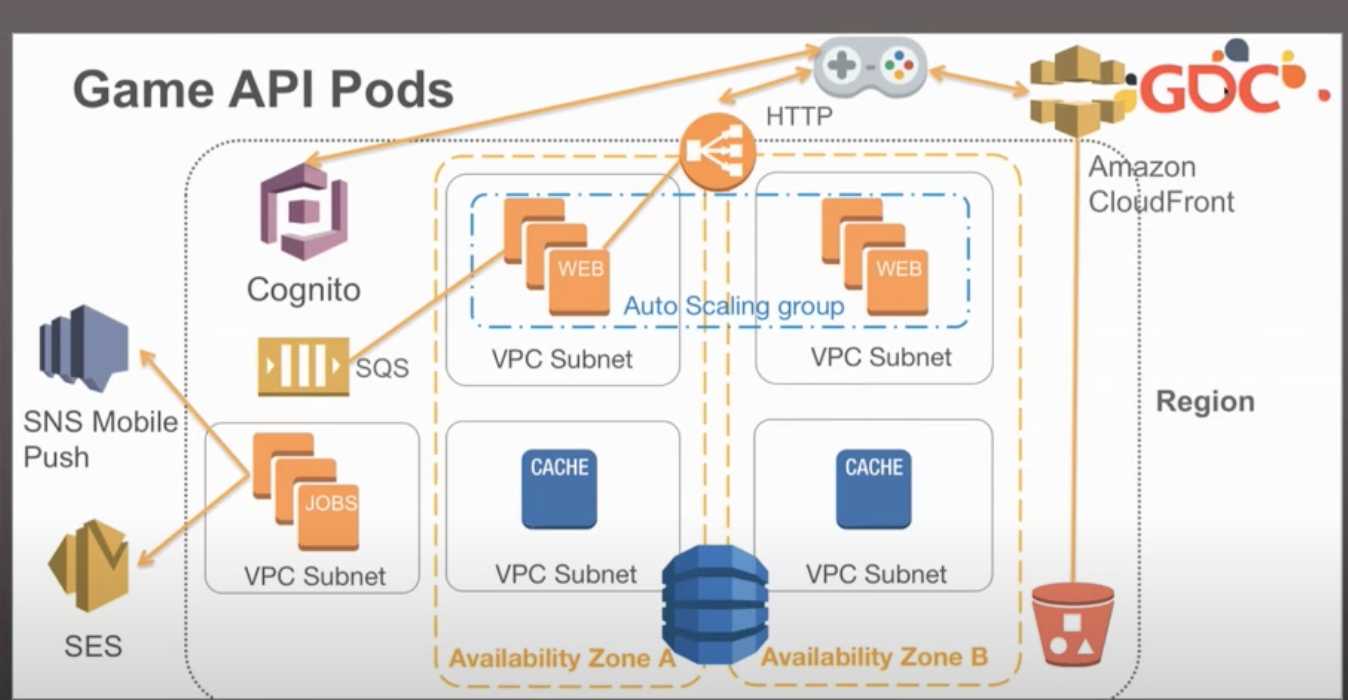 Game API Pods
HTTP
GDC
Amazon
CloudFront
Cognito
WEB
WEB
Auto Scaling group
SQS
VPC Subnet
VPC Subnet
Region
SNS Mobile
Push
JOBS
CACHE
CACHE
VPC Subnet
VPC Subnet
VPC Subnet
SES
Availability Zone A
Availability Zone B